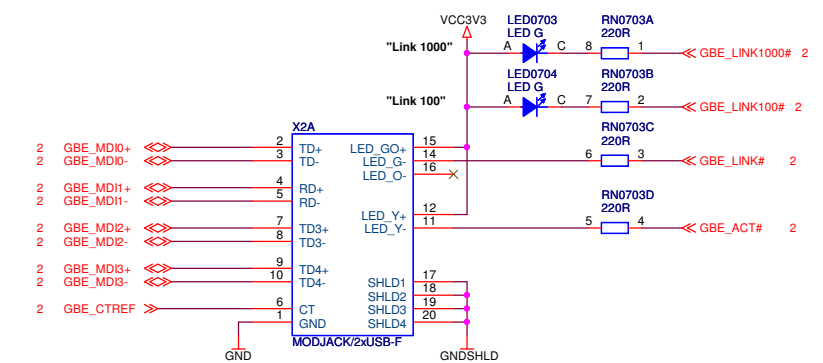 VCC3V3 LED0703 RN0703A
LED G 220R
"Link 1000" A C 8 1 GBE_LINK1000# 2
LED0704 RN0703B
LED G 220R
"Link 100" A C 7 2 GBE_LINK100# 2
X2A RN0703C
220R
2 GBE_MDI0+ 2 TD+ LED_GO+ 15
2 GBE_MDI0- 3 TD- LED_G- 14 6 3 GBE_LINK# 2
LED_O- 16
2 GBE_MDI1+ 4 RD+
2 GBE_MDI1- 5 RD- RN0703D
220R
LED_Y+ 12
2 GBE_MDI2+ 7 TD3+ LED_Y- 11 5 4 GBE_ACT# 2
2 GBE_MDI2- 8 TD3-
2 GBE_MDI3+ 9 TD4+
2 GBE_MDI3- 10 TD4- SHLD1 17
SHLD2 18
2 GBE_CTREF 6 CT SHLD3 19
1 GND SHLD4 20
MODJACK/2xUSB-F
GND GNDSHLD